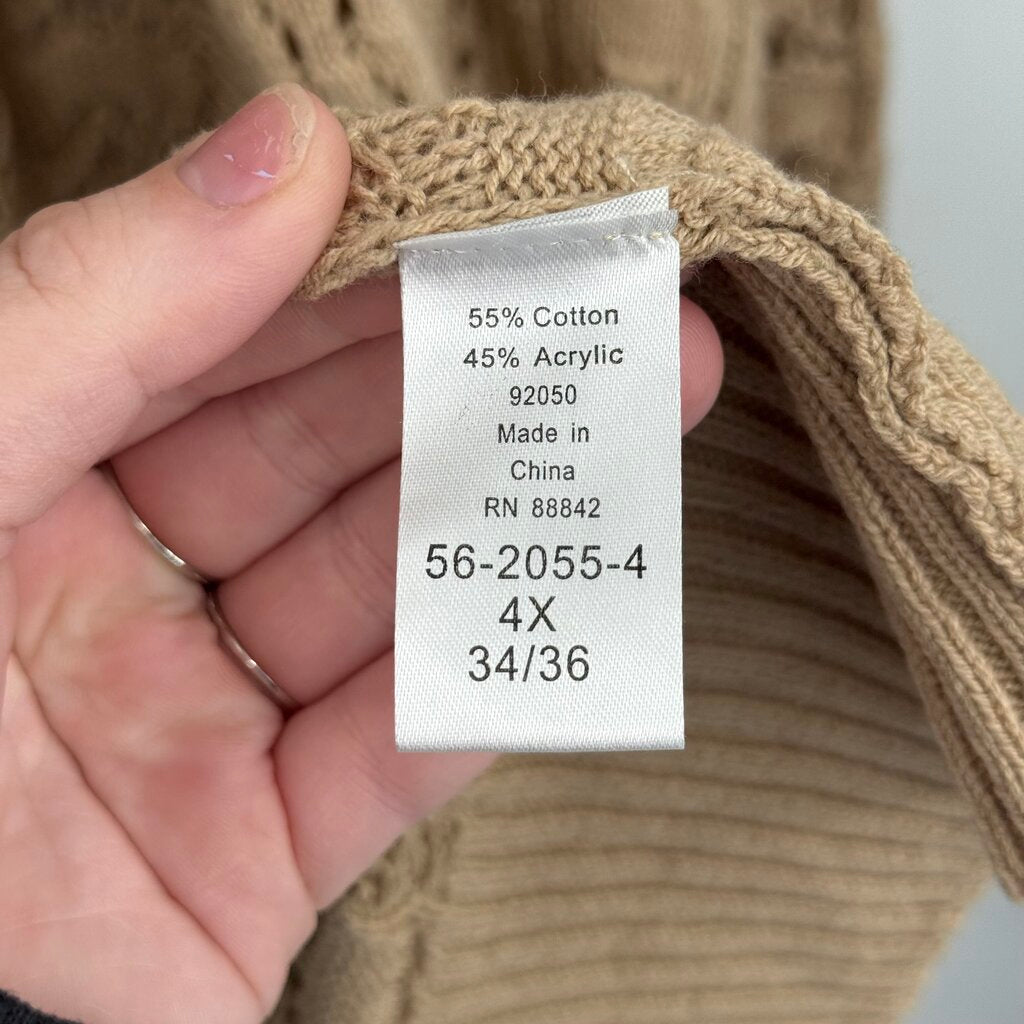 55% Cotton
45% Acrylic
92050
Made in
China
RN 88842
56-2055-4
4X
34/36